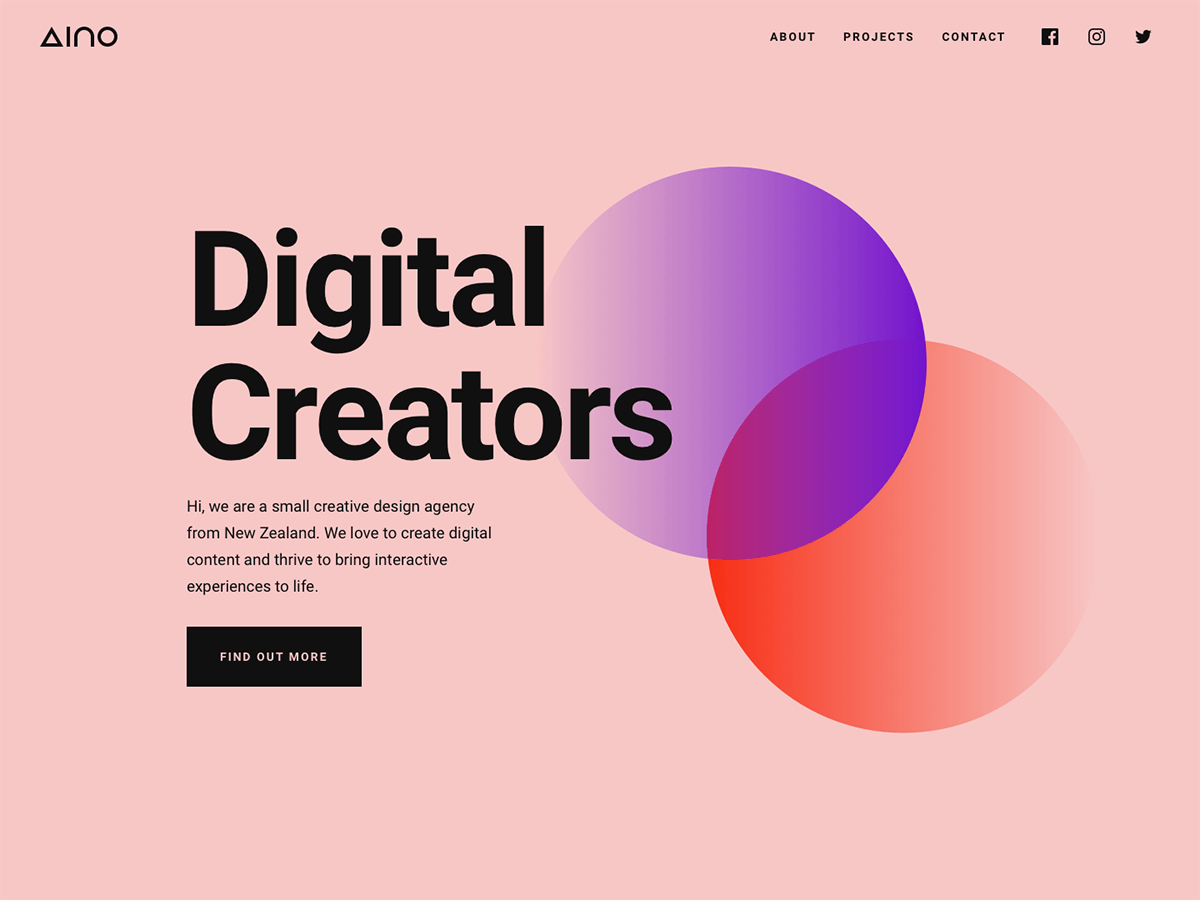 AINO
ABOUT PROJECTS CONTACT
Digital
Creators
Hi, we are a small creative design agency
from New Zealand. We love to create digital
content and thrive to bring interactive
experiences to life.
FIND OUT MORE